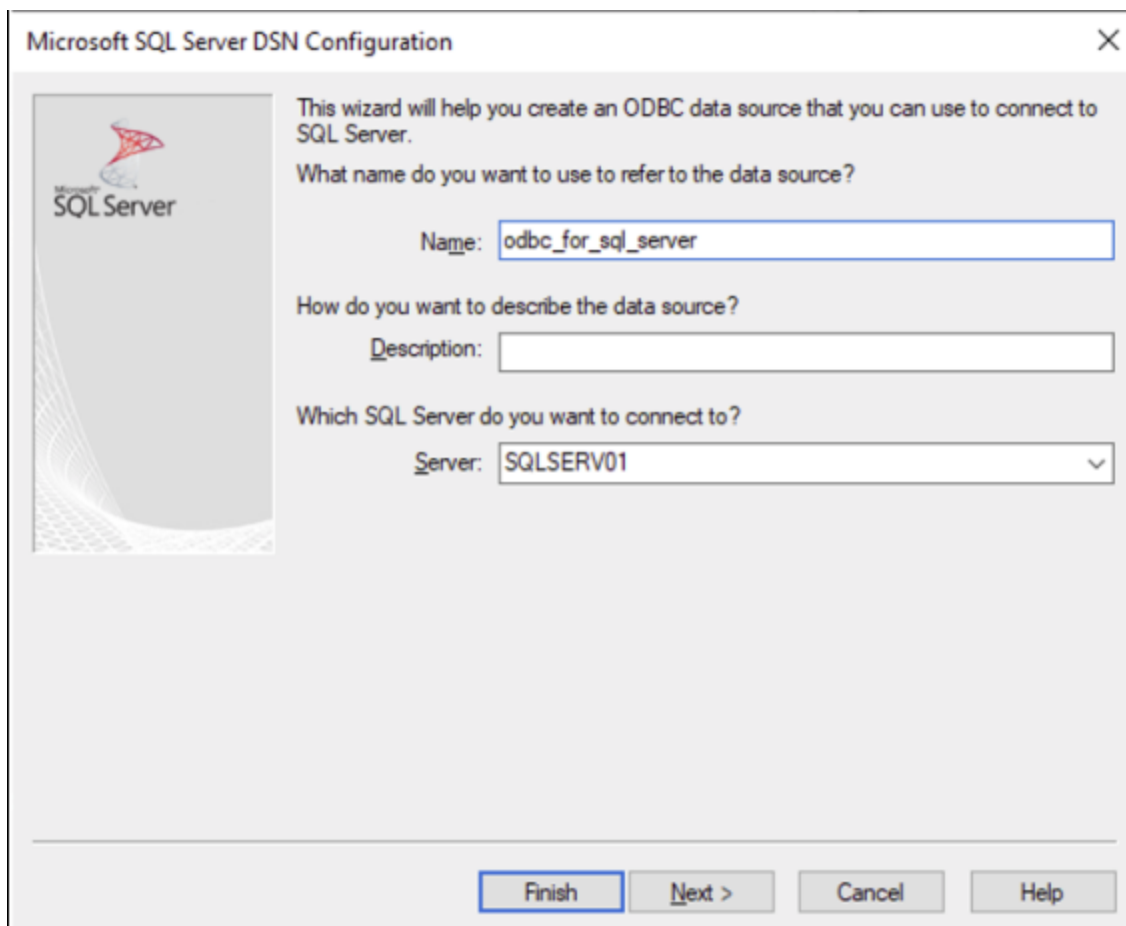 Microsoft SQL Server DSN Configuration
Microsoft
SQL Server
This wizard will help you create an ODBC data source that you can use to connect to
SQL Server.
What name do you want to use to refer to the data source?
Name: odbc_for_sql_server
How do you want to describe the data source?
Description:
Which SQL Server do you want to connect to?
Server: SQLSERV01
Finish Next > Cancel Help